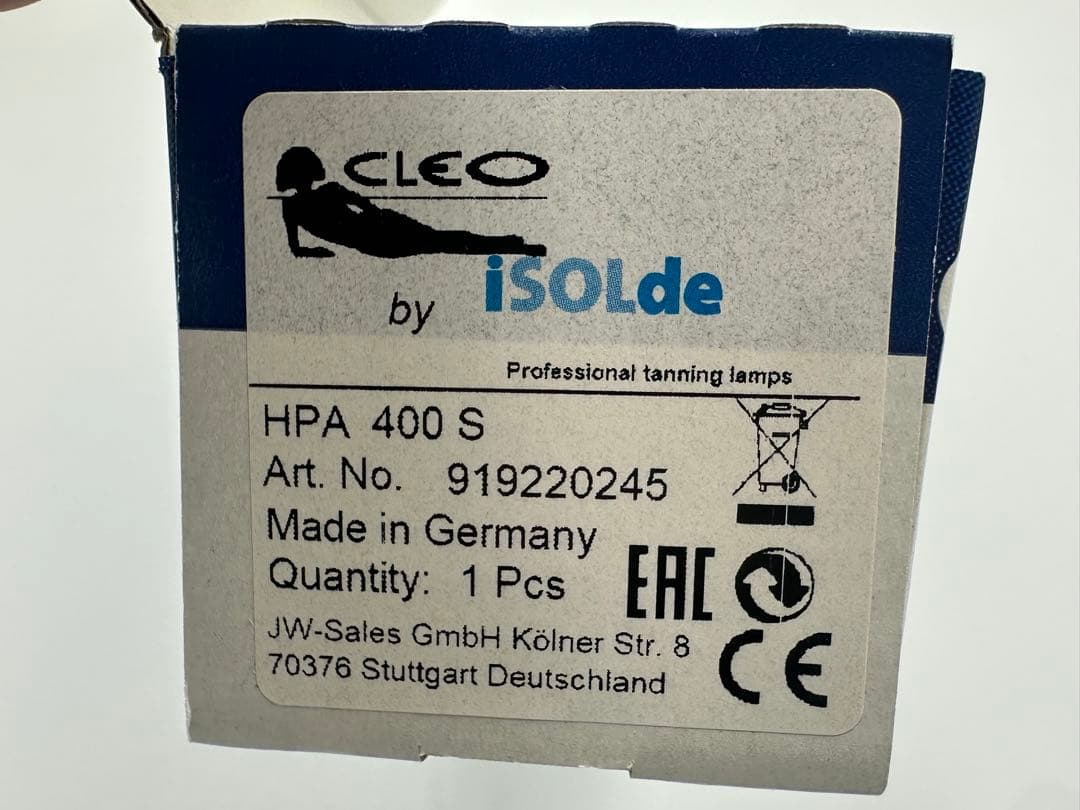 CLEO
by iSOLde
Professional tanning lamps
HPA 400 S
Art. No. 919220245
Made in Germany
Quantity: 1 Pcs
EAC
JW-Sales GmbH Kölner Str. 8
70376 Stuttgart Deutschland
CE